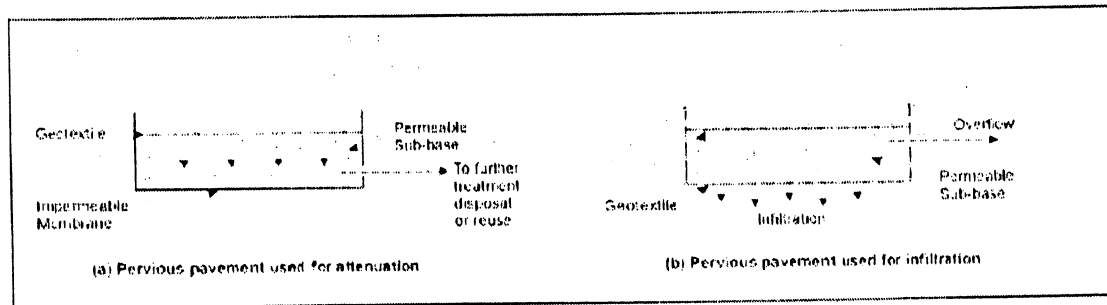 Geotextile
Permeable
Sub-base
To further
treatment
disposal
or reuse
Impermeable
Membrane
(a) Pervious pavement used for attenuation
Overflow
Permeable
Sub-base
Geotextile
Infiltration
(b) Pervious pavement used for infiltration